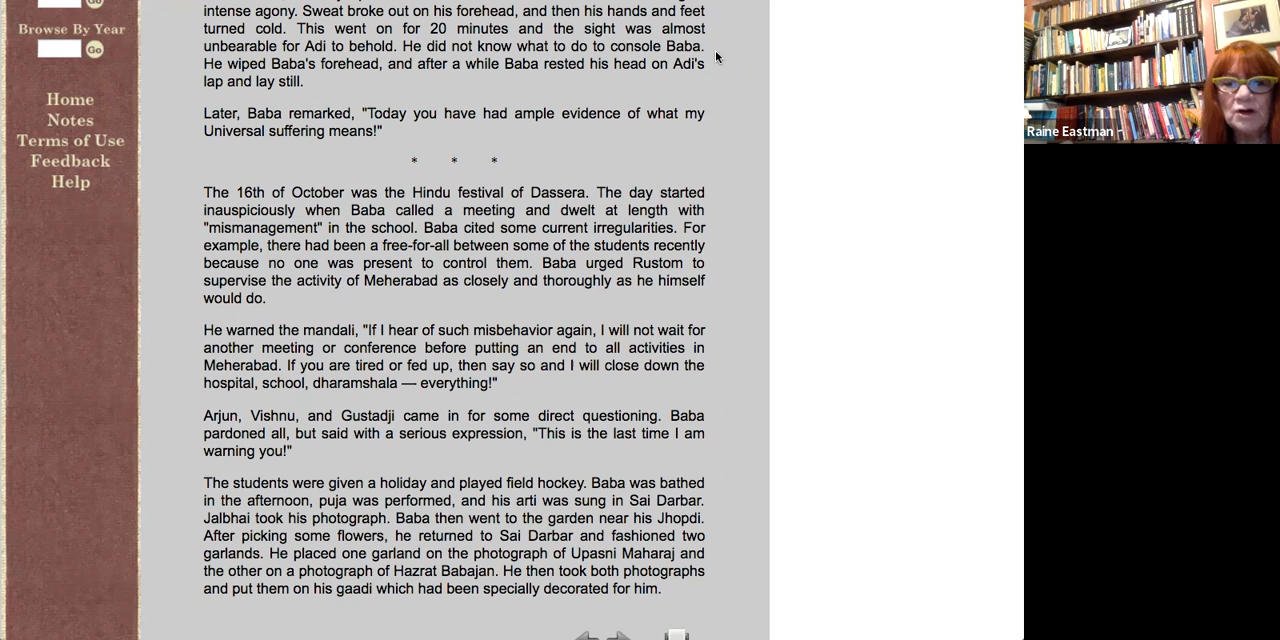 Go
Browse By Year
Go
Home
Notes
Terms of Use
Feedback
Help
intense agony. Sweat broke out on his forehead, and then his hands and feet
turned cold. This went on for 20 minutes and the sight was almost
unbearable for Adi to behold. He did not know what to do to console Baba.
He wiped Baba's forehead, and after a while Baba rested his head on Adi's
lap and lay still.
Later, Baba remarked, "Today you have had ample evidence of what my
Universal suffering means!"
* * *
The 16th of October was the Hindu festival of Dassera. The day started
inauspiciously when Baba called a meeting and dwelt at length with
"mismanagement" in the school. Baba cited some current irregularities. For
example, there had been a free-for-all between some of the students recently
because no one was present to control them. Baba urged Rustom to
supervise the activity of Meherabad as closely and thoroughly as he himself
would do.
He warned the mandali, "If I hear of such misbehavior again, I will not wait for
another meeting or conference before putting an end to all activities in
Meherabad. If you are tired or fed up, then say so and I will close down the
hospital, school, dharamshala — everything!"
Arjun, Vishnu, and Gustadji came in for some direct questioning. Baba
pardoned all, but said with a serious expression, "This is the last time I am
warning you!"
The students were given a holiday and played field hockey. Baba was bathed
in the afternoon, puja was performed, and his arti was sung in Sai Darbar.
Jalbhai took his photograph. Baba then went to the garden near his Jhopdi.
After picking some flowers, he returned to Sai Darbar and fashioned two
garlands. He placed one garland on the photograph of Upasni Maharaj and
the other on a photograph of Hazrat Babajan. He then took both photographs
and put them on his gaadi which had been specially decorated for him.
Raine Eastman